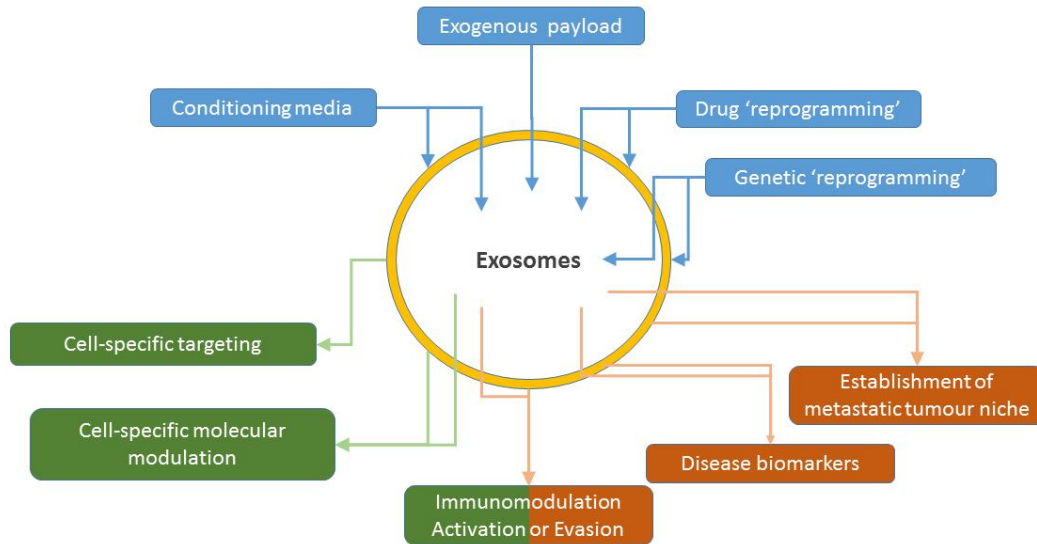 Exogenous payload
Conditioning media
Drug ‘reprogramming’
Genetic ‘reprogramming’
Exosomes
Cell-specific targeting
Establishment of
metastatic tumour niche
Cell-specific molecular
modulation
Disease biomarkers
Immunomodulation
Activation or Evasion